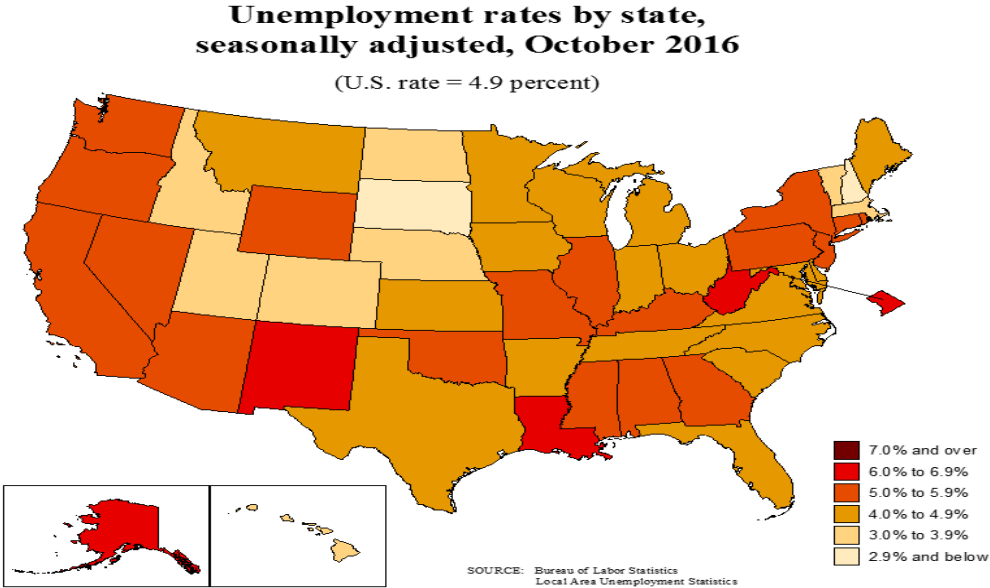 Unemployment rates by state,
seasonally adjusted, October 2016
(U.S. rate = 4.9 percent)
7.0% and over
6.0% to 6.9%
5.0% to 5.9%
4.0% to 4.9%
3.0% to 3.9%
2.9% and below
SOURCE: Bureau of Labor Statistics
Local Area Unemployment Statistics